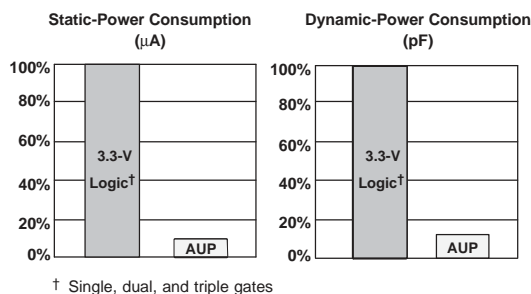 Static-Power Consumption
(µA)
100%
80%
60%
40%
20%
0%
3.3-V
Logic†
AUP
Dynamic-Power Consumption
(pF)
100%
80%
60%
40%
20%
0%
3.3-V
Logic†
AUP
† Single, dual, and triple gates